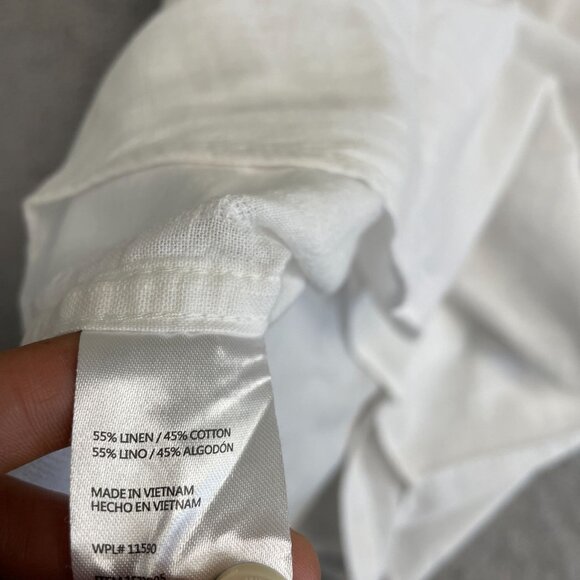 55% LINEN / 45% COTTON
55% LINO / 45% ALGODÓN
MADE IN VIETNAM
HECHO EN VIETNAM
WPL# 11590